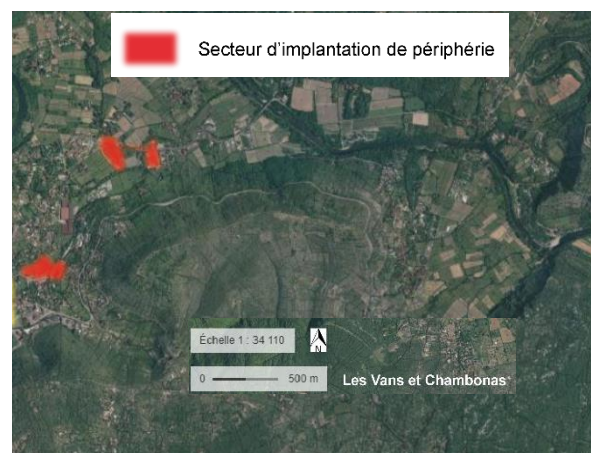 Secteur d'implantation de périphérie
Échelle 1 : 34 110
N
0 500 m
Les Vans et Chambonas